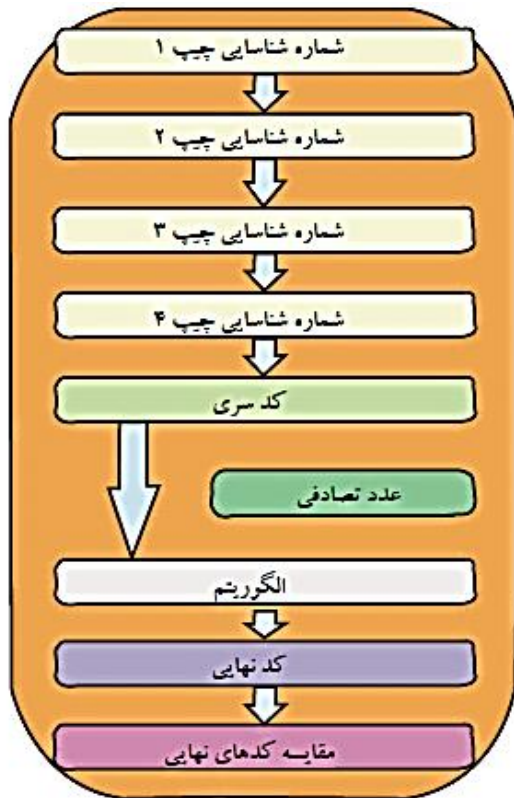 شماره شناسایی چیپ ۱
شماره شناسایی چیپ ۲
شماره شناسایی چیپ ۳
شماره شناسایی چیپ ۴
کد سری
عدد تصادفی
الگوریتم
کد نهایی
مقایسه کدهای نهایی